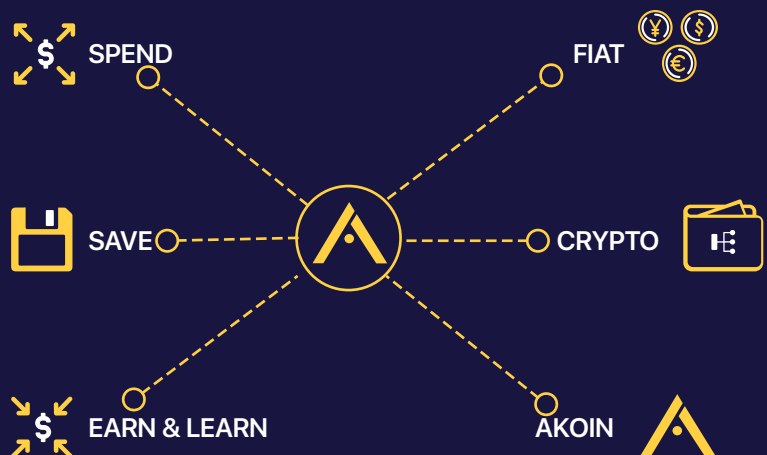 SPEND
FIAT
SAVE
CRYPTO
EARN & LEARN
AKOIN